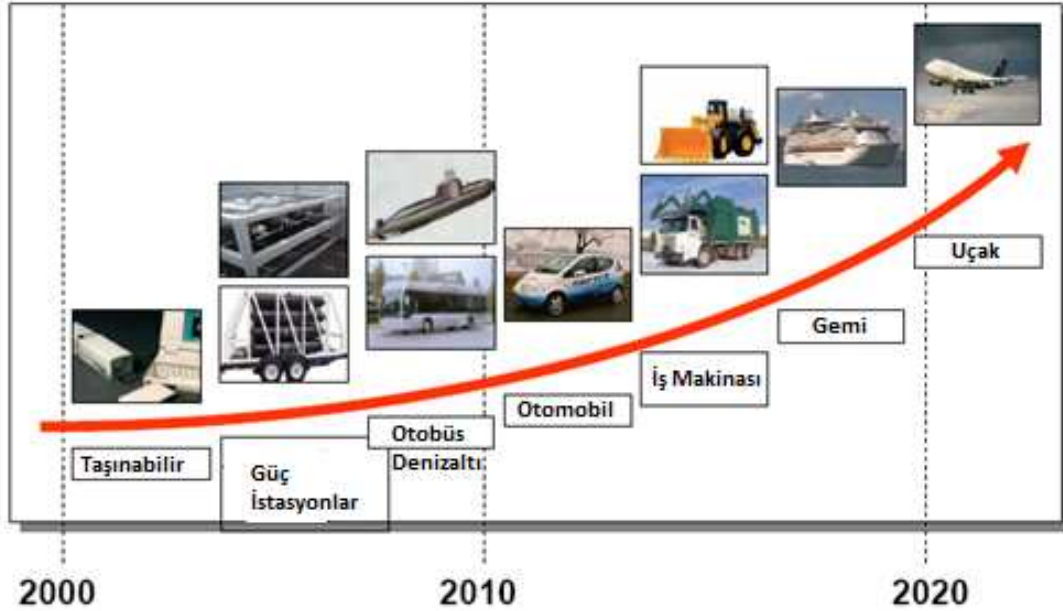 Taşınabilir
Güç
İstasyonlar
Otobüs
Denizaltı
Otomobil
İş Makinası
Gemi
Uçak
2000
2010
2020